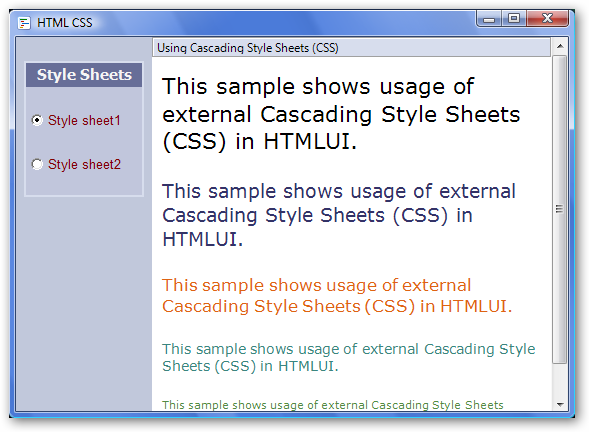 HTML CSS
Using Cascading Style Sheets (CSS)
Style Sheets
Style sheet1
Style sheet2
This sample shows usage of
external Cascading Style Sheets
(CSS) in HTMLUI.
This sample shows usage of external
Cascading Style Sheets (CSS) in
HTMLUI.
This sample shows usage of external
Cascading Style Sheets (CSS) in HTMLUI.
This sample shows usage of external Cascading Style
Sheets (CSS) in HTMLUI.
This sample shows usage of external Cascading Style Sheets